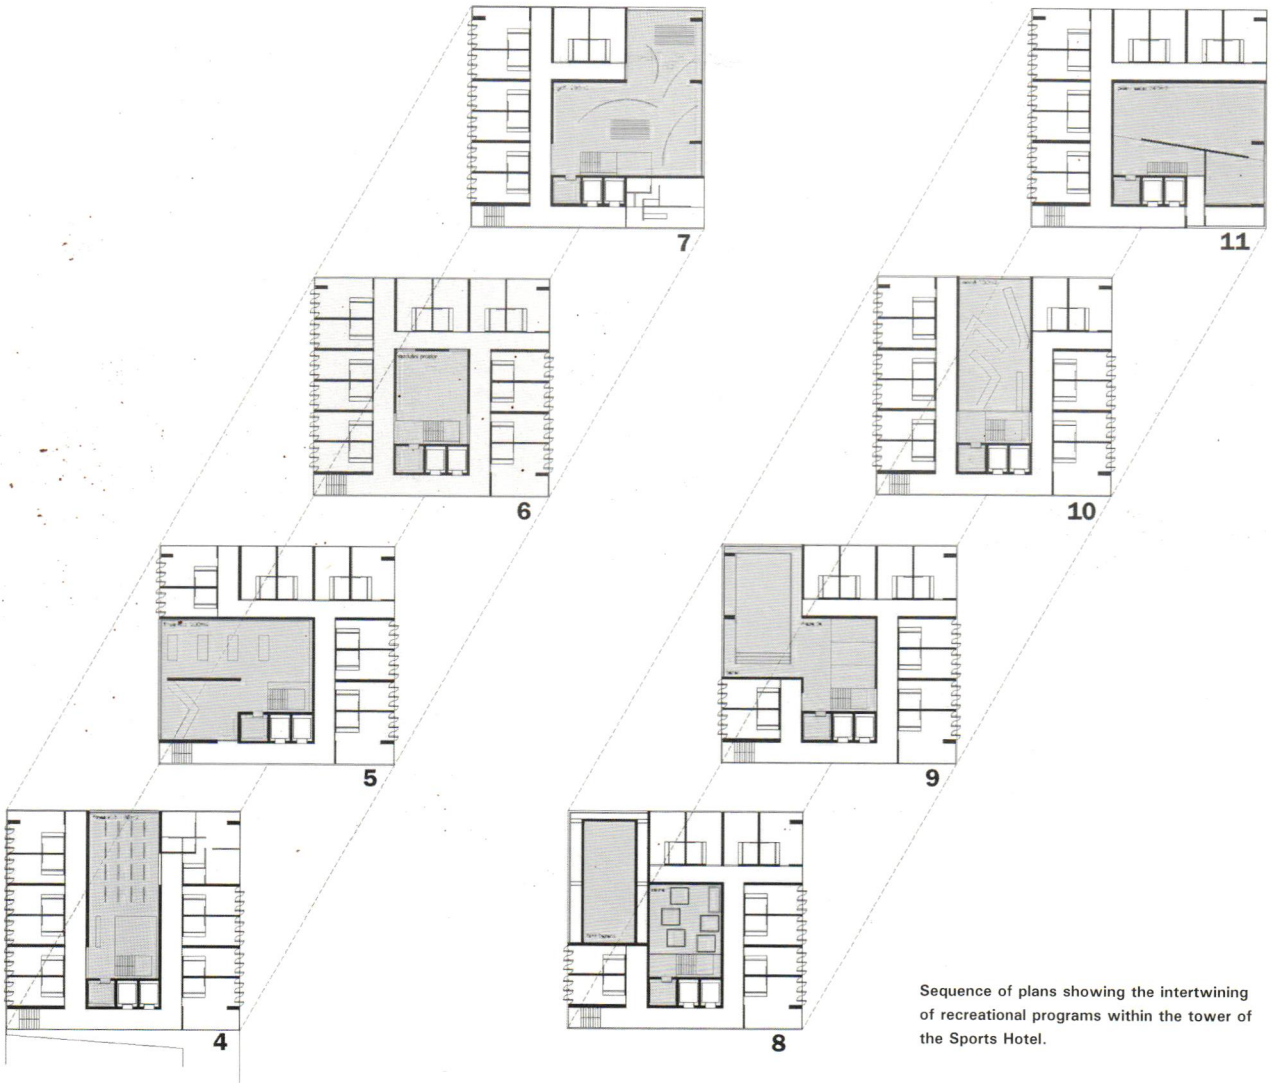 7
11
6
10
5
9
4
8
Sequence of plans showing the intertwining
of recreational programs within the tower of
the Sports Hotel.